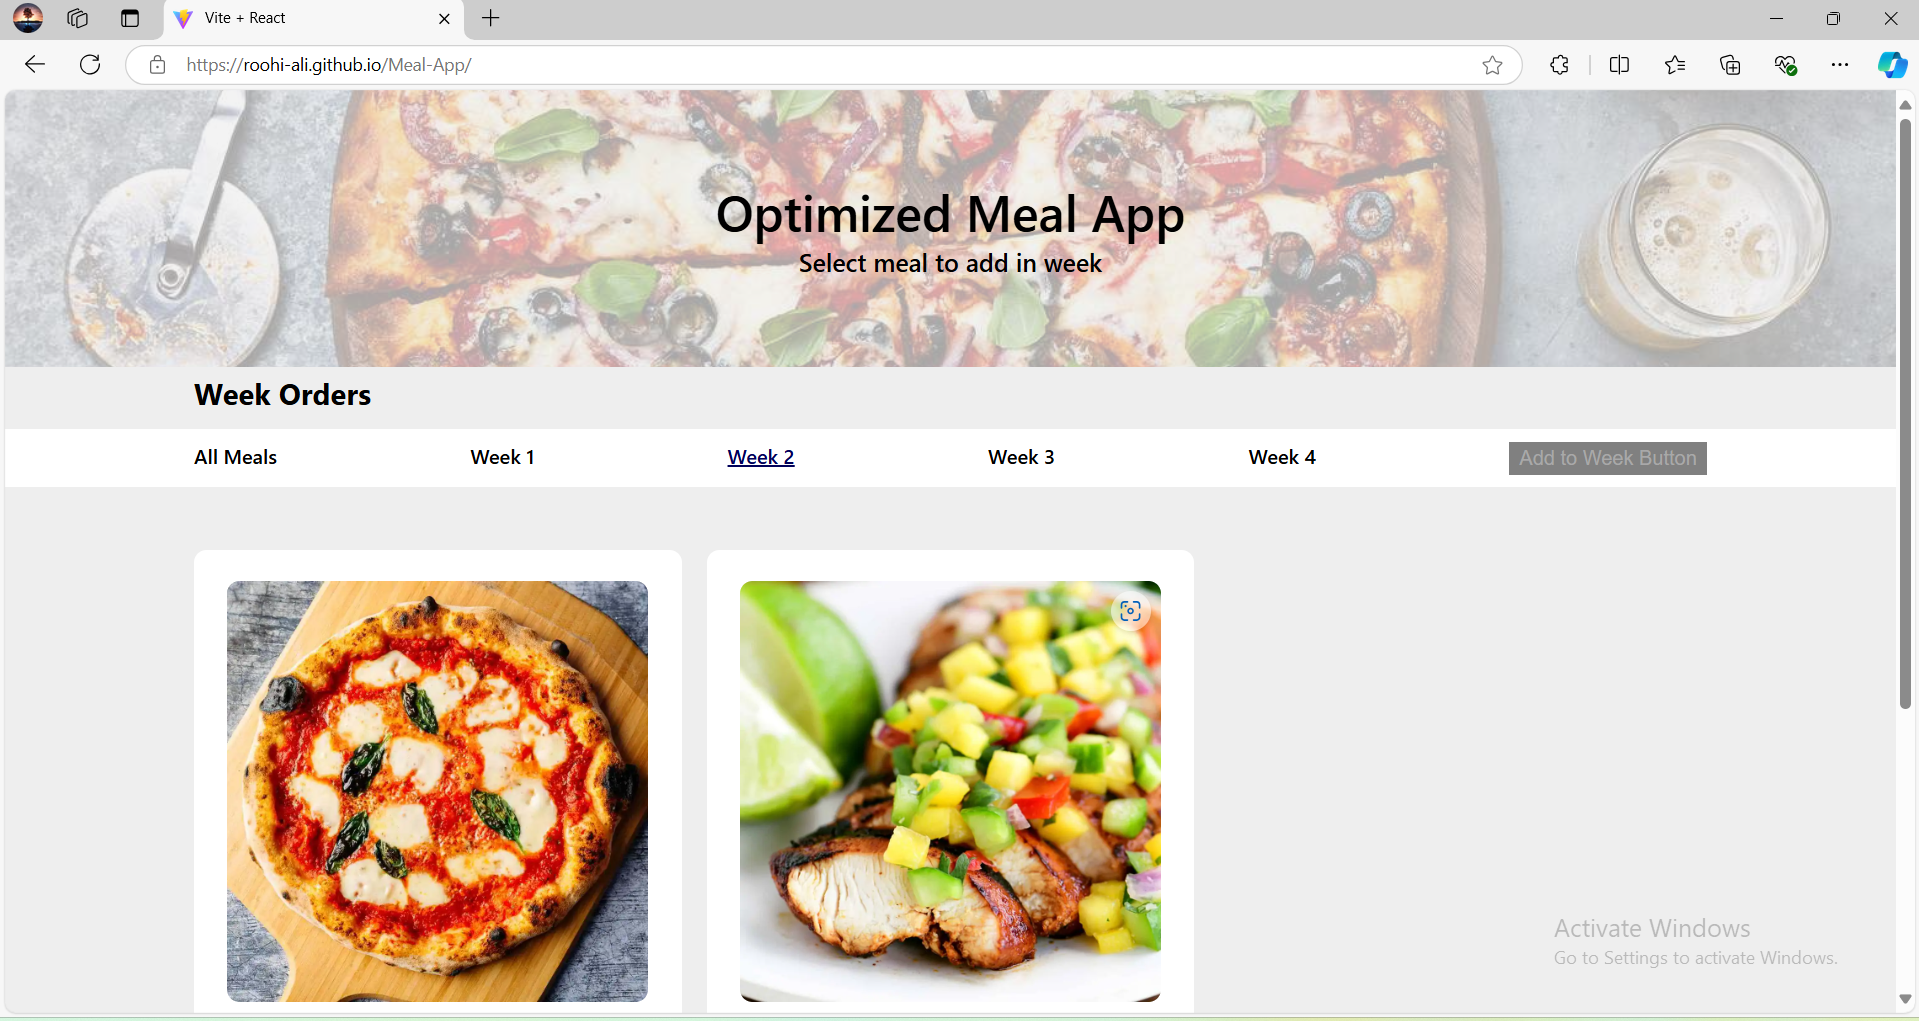 Vite + React
https://roohi-ali.github.io/Meal-App/
Optimized Meal App
Select meal to add in week
Week Orders
All Meals
Week 1
Week 2
Week 3
Week 4
Add to Week Button
Activate Windows
Go to Settings to activate Windows.